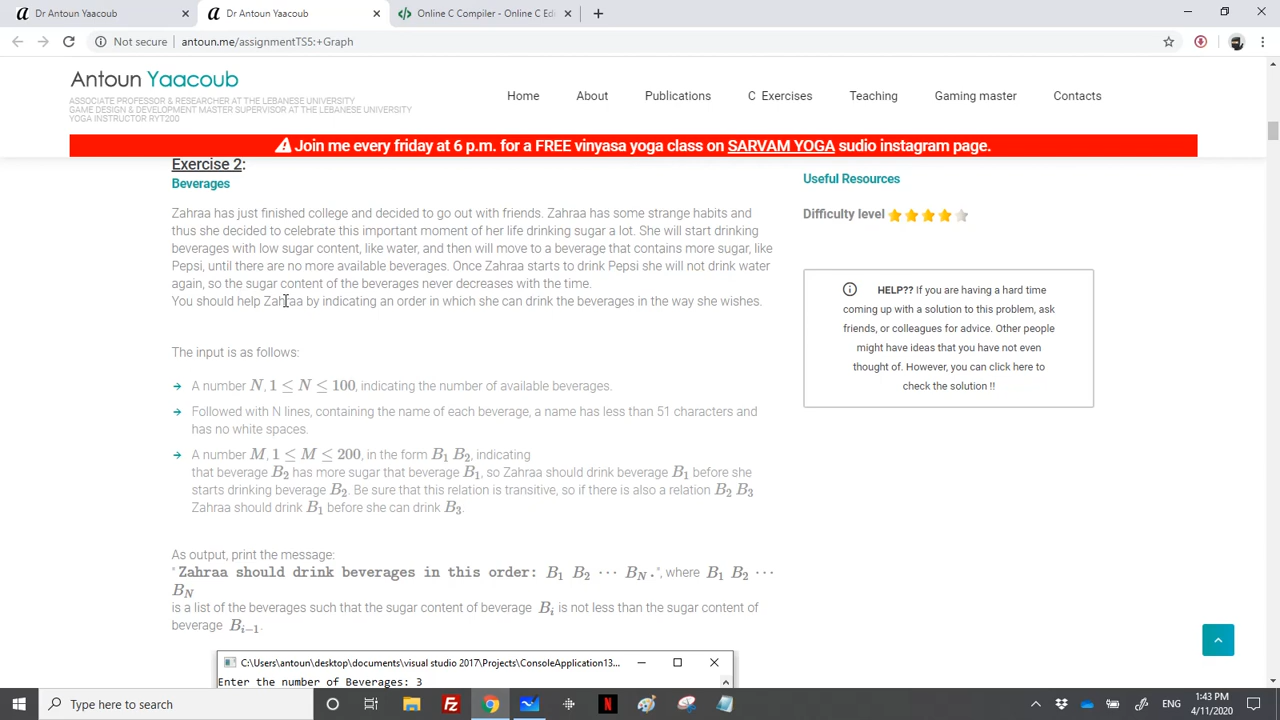 Dr Antoun Yaacoub
Dr Antoun Yaacoub
Online C Compiler - Online C Edi
Not secure
antoun.me/assignmentTS5:+Graph
Antoun Yaacoub
ASSOCIATE PROFESSOR & RESEARCHER AT THE LEBANESE UNIVERSITY
GAME DESIGN & DEVELOPMENT MASTER SUPERVISOR AT THE LEBANESE UNIVERSITY
YOGA INSTRUCTOR RYT200
Home About Publications C Exercises Teaching Gaming master Contacts
Join me every friday at 6 p.m. for a FREE vinyasa yoga class on SARVAM YOGA sudio instagram page.
Exercise 2:
Beverages
Zahraa has just finished college and decided to go out with friends. Zahraa has some strange habits and
thus she decided to celebrate this important moment of her life drinking sugar a lot. She will start drinking
beverages with low sugar content, like water, and then will move to a beverage that contains more sugar, like
Pepsi, until there are no more available beverages. Once Zahraa starts to drink Pepsi she will not drink water
again, so the sugar content of the beverages never decreases with the time.
You should help Zahraa by indicating an order in which she can drink the beverages in the way she wishes.
The input is as follows:
A number N, 1 ≤ N ≤ 100, indicating the number of available beverages.
Followed with N lines, containing the name of each beverage, a name has less than 51 characters and
has no white spaces.
A number M, 1 ≤ M ≤ 200, in the form B₁ B₂, indicating
that beverage B₂ has more sugar that beverage B₁, so Zahraa should drink beverage B₁ before she
starts drinking beverage B₂. Be sure that this relation is transitive, so if there is also a relation B₂ B₃
Zahraa should drink B₁ before she can drink B₃.
As output, print the message:
"Zahraa should drink beverages in this order: B₁ B₂ ⋯ B_N.", where B₁ B₂ ⋯
B_N
is a list of the beverages such that the sugar content of beverage B_i is not less than the sugar content of
beverage B_{i−1}.
C:\Users\antoun\desktop\documents\visual studio 2017\Projects\ConsoleApplication13...
Enter the number of Beverages: 3
Useful Resources
Difficulty level
HELP?? If you are having a hard time
coming up with a solution to this problem, ask
friends, or colleagues for advice. Other people
might have ideas that you have not even
thought of. However, you can click here to
check the solution !!
Type here to search
ENG
1:43 PM
4/11/2020